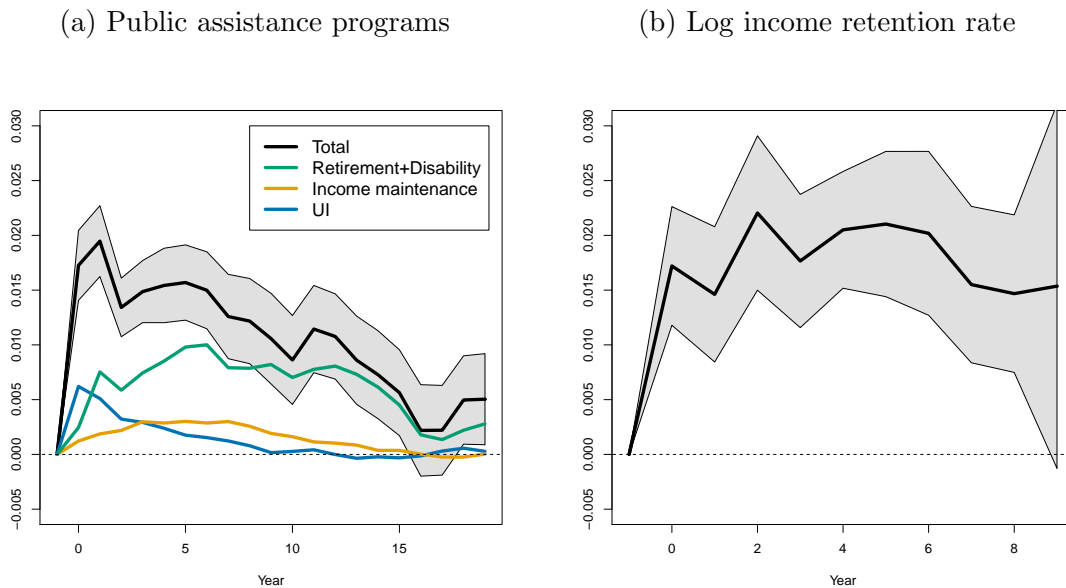 (a) Public assistance programs
(b) Log income retention rate
0.030
0.025
0.020
0.015
0.010
0.005
0.000
−0.005
Total
Retirement+Disability
Income maintenance
UI
0 5 10 15
Year
0.030
0.025
0.020
0.015
0.010
0.005
0.000
−0.005
0 2 4 6 8
Year